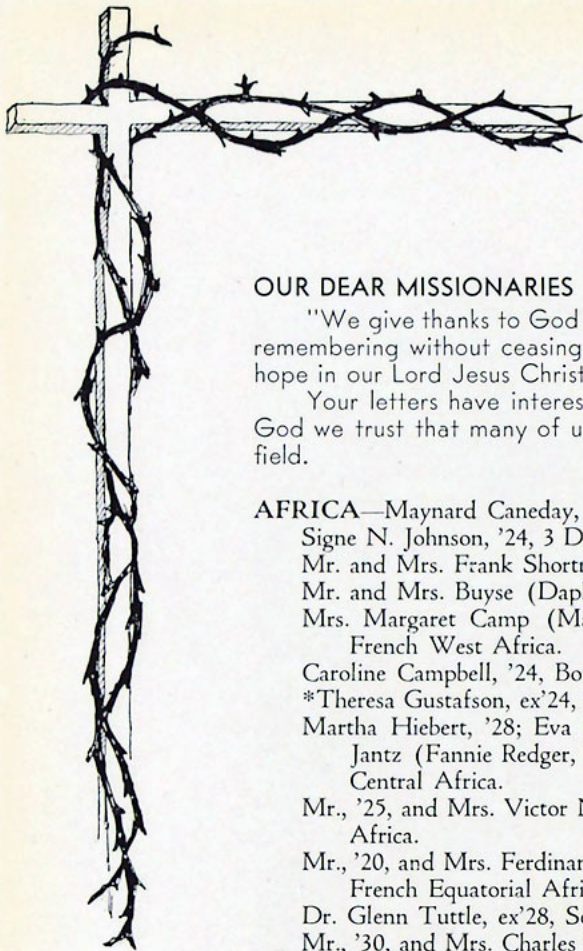 OUR DEAR MISSIONARIES
"We give thanks to God
remembering without ceasing
hope in our Lord Jesus Christ
Your letters have interes
God we trust that many of u
field.
AFRICA—Maynard Caneday,
Signe N. Johnson, '24, 3 D
Mr. and Mrs. Frank Shortr
Mr. and Mrs. Buyse (Dap
Mrs. Margaret Camp (Ma
French West Africa.
Caroline Campbell, '24, Bo
*Theresa Gustafson, ex'24,
Martha Hiebert, '28; Eva
Jantz (Fannie Redger,
Central Africa.
Mr., '25, and Mrs. Victor
Africa.
Mr., '20, and Mrs. Ferdinan
French Equatorial Afri
Dr. Glenn Tuttle, ex'28, S
Mr., '30, and Mrs. Charles